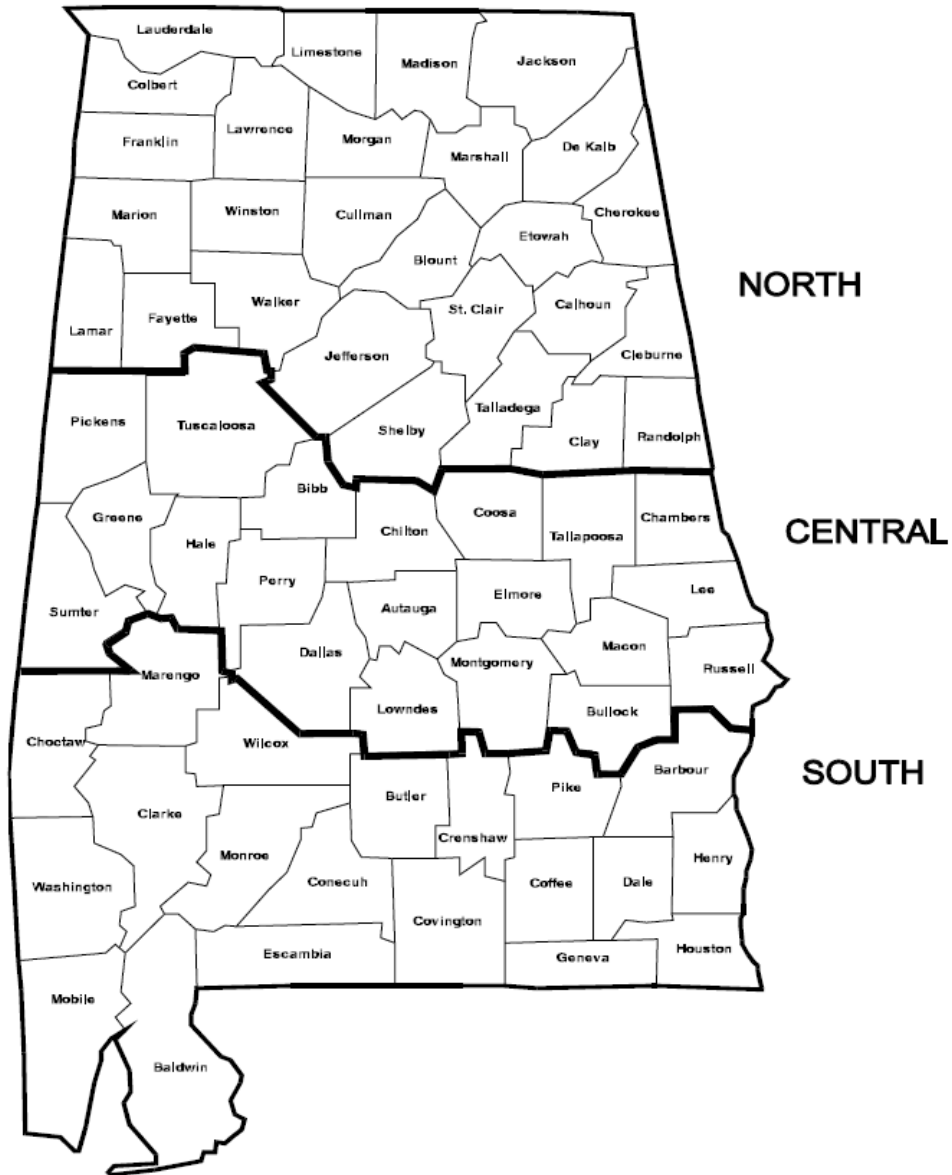 Lauderdale
Limestone
Madison
Jackson
Colbert
Lawrence
Franklin
Morgan
Marshall
De Kalb
Marion
Winston
Cullman
Cherokee
Etowah
Blount
NORTH
Walker
St. Clair
Calhoun
Lamar
Fayette
Jefferson
Cleburne
Talladega
Pickens
Tuscaloosa
Shelby
Clay
Randolph
Bibb
Greene
Coosa
Chambers
CENTRAL
Hale
Chilton
Tallapoosa
Perry
Lee
Sumter
Autauga
Elmore
Dallas
Macon
Marengo
Montgomery
Russell
Lowndes
Bullock
Choctaw
Wilcox
SOUTH
Barbour
Butler
Pike
Clarke
Crenshaw
Monroe
Henry
Washington
Conecuh
Coffee
Dale
Covington
Escambia
Geneva
Houston
Mobile
Baldwin